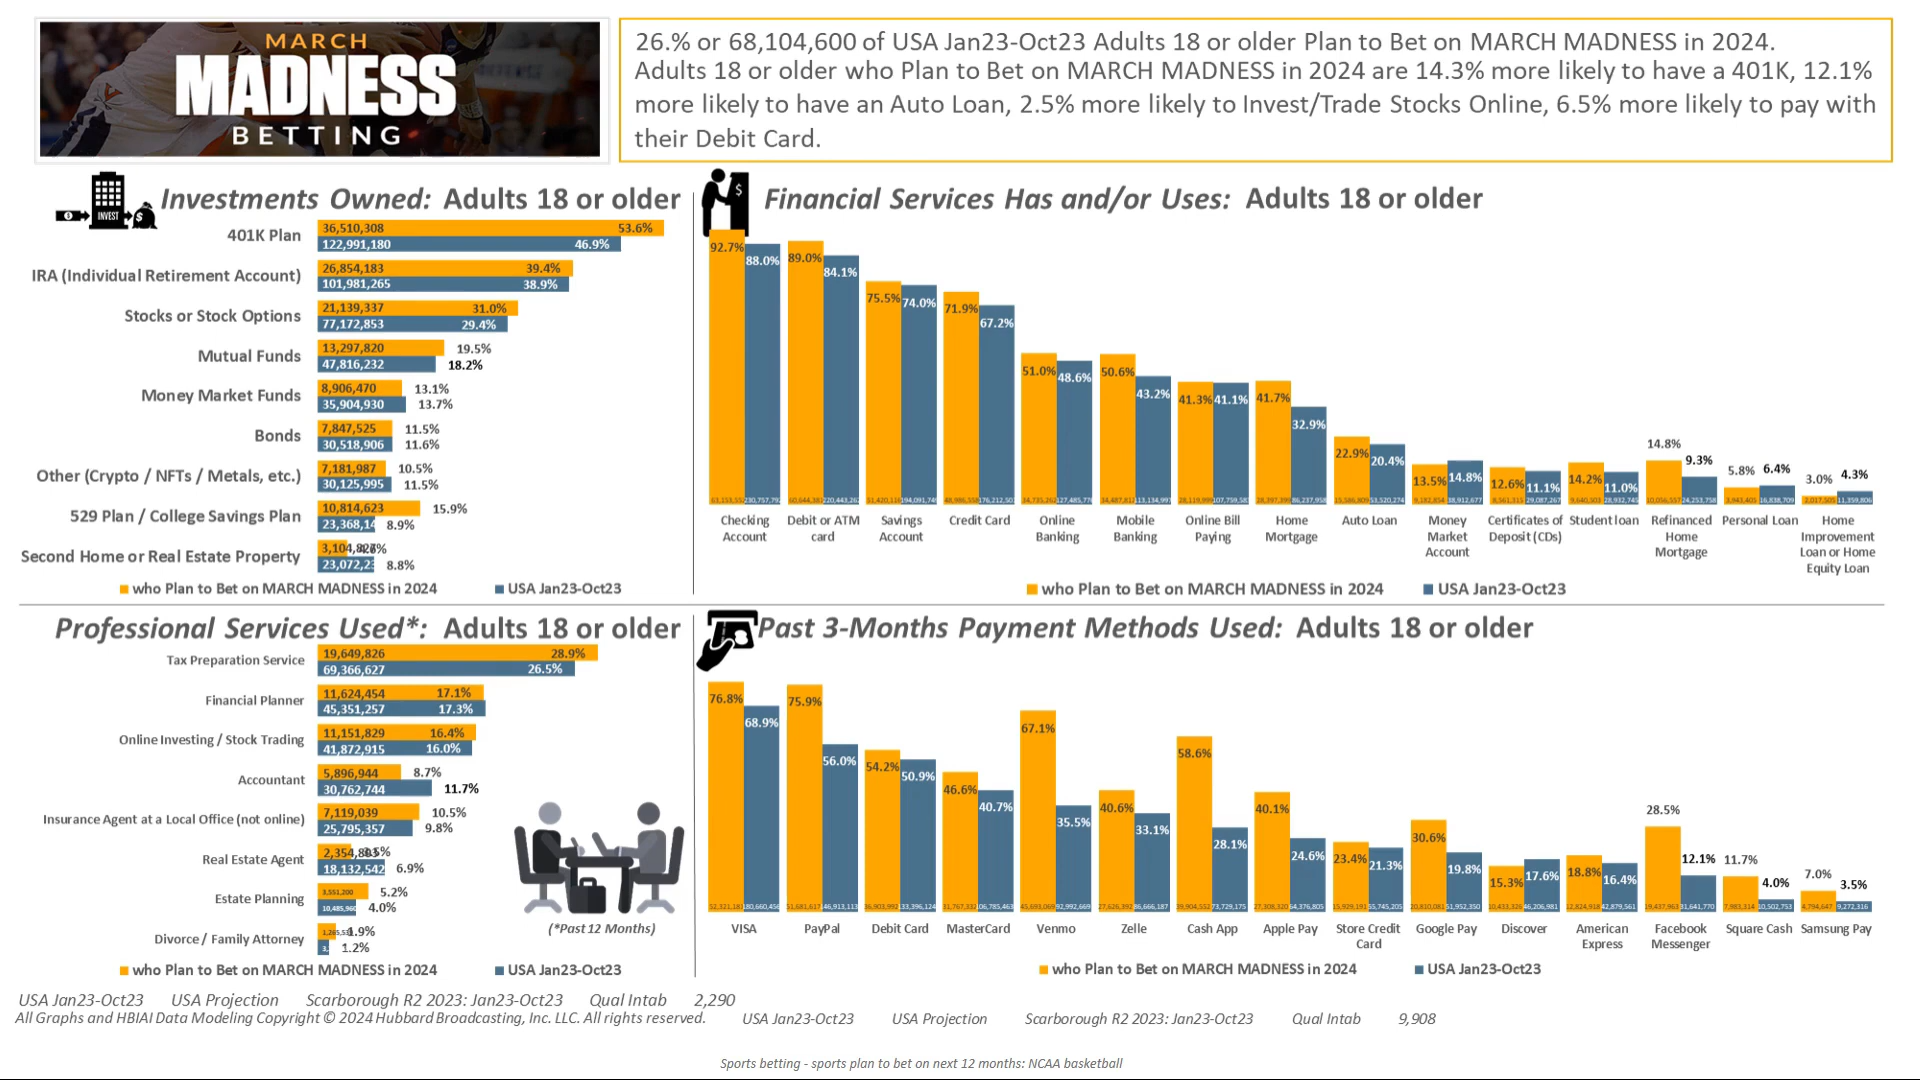 MARCH
MADNESS
BETTING
26.% or 68,104,600 of USA Jan23-Oct23 Adults 18 or older Plan to Bet on MARCH MADNESS in 2024.
Adults 18 or older who Plan to Bet on MARCH MADNESS in 2024 are 14.3% more likely to have a 401K, 12.1%
more likely to have an Auto Loan, 2.5% more likely to Invest/Trade Stocks Online, 6.5% more likely to pay with
their Debit Card.
INVEST
Investments Owned: Adults 18 or older
401K Plan
36,510,308 53.6%
122,991,180 46.9%
IRA (Individual Retirement Account)
26,854,183 39.4%
101,981,265 38.9%
Stocks or Stock Options
21,139,337 31.0%
77,172,853 29.4%
Mutual Funds
13,297,820 19.5%
47,816,232 18.2%
Money Market Funds
8,906,470 13.1%
35,904,930 13.7%
Bonds
7,847,525 11.5%
30,518,906 11.6%
Other (Crypto / NFTs / Metals, etc.)
7,181,987 10.5%
30,125,995 11.5%
529 Plan / College Savings Plan
10,814,623 15.9%
8.9%
Second Home or Real Estate Property
8.8%
who Plan to Bet on MARCH MADNESS in 2024 USA Jan23-Oct23
Financial Services Has and/or Uses: Adults 18 or older
92.7% 88.0% 89.0% 84.1% 75.5% 74.0% 71.9% 67.2% 51.0% 48.6% 50.6% 43.2% 41.3% 41.1% 41.7% 32.9% 22.9% 20.4% 13.5% 14.8% 12.6% 11.1% 14.2% 11.0% 14.8% 9.3% 5.8% 6.4% 3.0% 4.3%
Checking Account
Debit or ATM card
Savings Account
Credit Card
Online Banking
Mobile Banking
Online Bill Paying
Home Mortgage
Auto Loan
Money Market Account
Certificates of Deposit (CDs)
Student loan
Refinanced Home Mortgage
Personal Loan
Home Improvement Loan or Home Equity Loan
who Plan to Bet on MARCH MADNESS in 2024 USA Jan23-Oct23
Professional Services Used*: Adults 18 or older
Tax Preparation Service
19,649,826 28.9%
69,366,627 26.5%
Financial Planner
11,624,454 17.1%
45,351,257 17.3%
Online Investing / Stock Trading
11,151,829 16.4%
41,872,915 16.0%
Accountant
5,896,944 8.7%
30,762,744 11.7%
Insurance Agent at a Local Office (not online)
7,119,039 10.5%
25,795,357 9.8%
Real Estate Agent
18,132,542 6.9%
Estate Planning
3,551,200 5.2%
10,485,960 4.0%
Divorce / Family Attorney
1.9%
1.2%
(*Past 12 Months)
who Plan to Bet on MARCH MADNESS in 2024 USA Jan23-Oct23
Past 3-Months Payment Methods Used: Adults 18 or older
76.8% 68.9% 75.9% 56.0% 54.2% 50.9% 46.6% 40.7% 67.1% 35.5% 40.6% 33.1% 58.6% 28.1% 40.1% 24.6% 23.4% 21.3% 30.6% 19.8% 15.3% 17.6% 18.8% 16.4% 28.5% 12.1% 11.7% 4.0% 7.0% 3.5%
VISA
PayPal
Debit Card
MasterCard
Venmo
Zelle
Cash App
Apple Pay
Store Credit Card
Google Pay
Discover
American Express
Facebook Messenger
Square Cash
Samsung Pay
who Plan to Bet on MARCH MADNESS in 2024 USA Jan23-Oct23
USA Jan23-Oct23 USA Projection Scarborough R2 2023: Jan23-Oct23 Qual Intab 2,290
All Graphs and HBIAI Data Modeling Copyright © 2024 Hubbard Broadcasting, Inc. LLC. All rights reserved.
USA Jan23-Oct23 USA Projection Scarborough R2 2023: Jan23-Oct23 Qual Intab 9,908
Sports betting - sports plan to bet on next 12 months: NCAA basketball